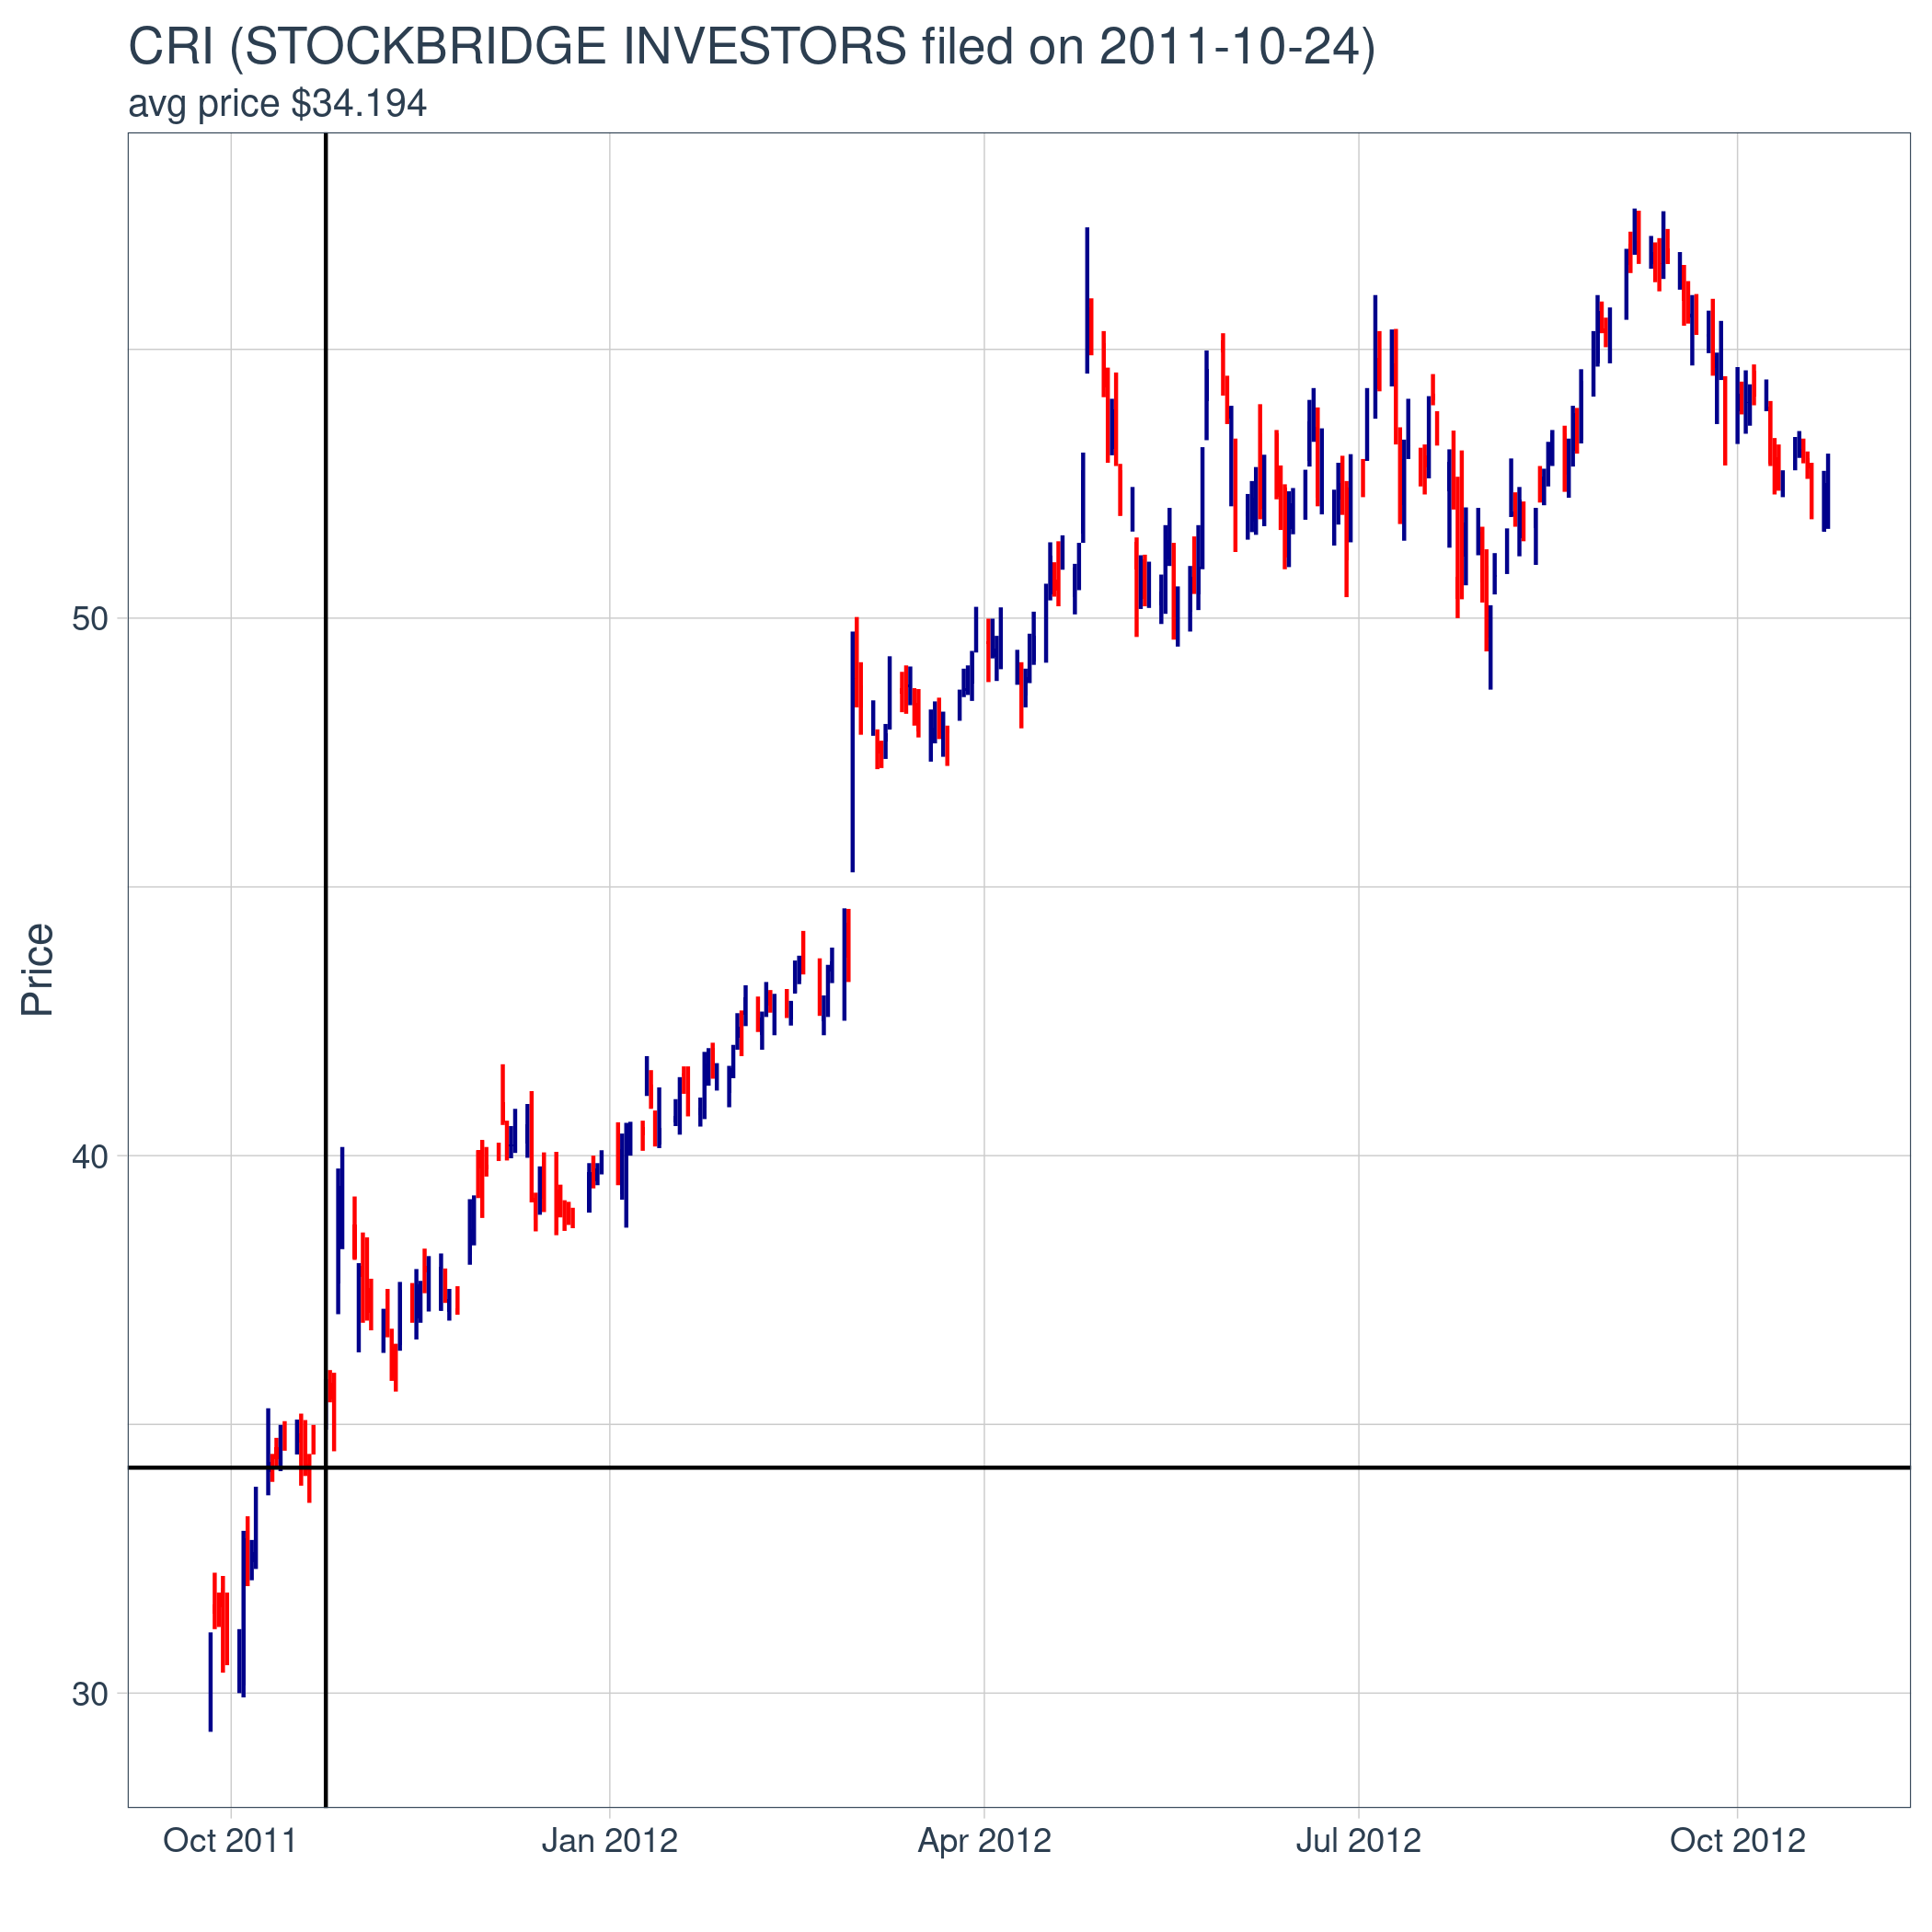 CRI (STOCKBRIDGE INVESTORS filed on 2011-10-24)
avg price $34.194
Price
50
40
30
Oct 2011 Jan 2012 Apr 2012 Jul 2012 Oct 2012